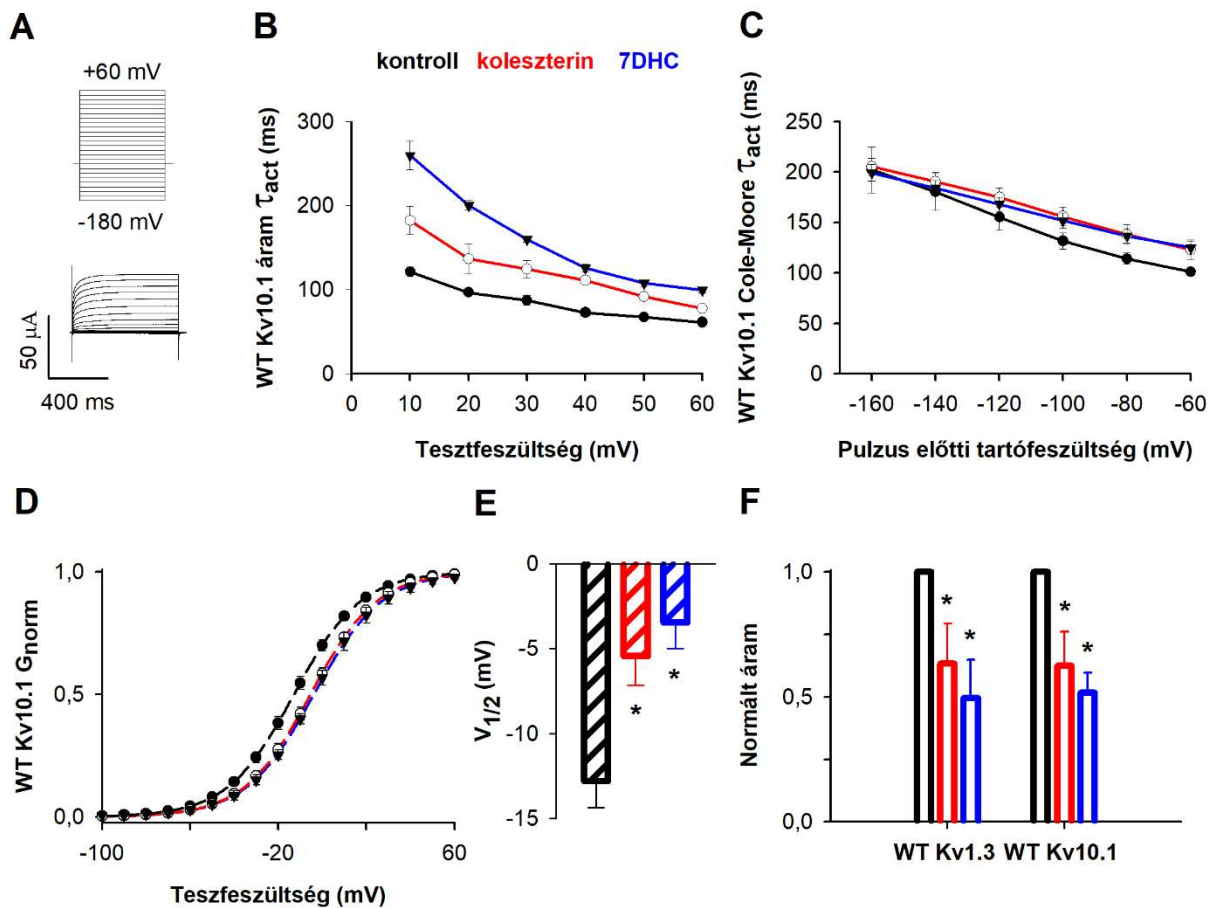 A
+60 mV
-180 mV
50 µA
400 ms
B
kontroll koleszterin 7DHC
WT Kv10.1 áram τact (ms)
300
200
100
0
0 10 20 30 40 50 60
Tesztfeszültség (mV)
C
WT Kv10.1 Cole-Moore τact (ms)
250
200
150
100
50
0
-160 -140 -120 -100 -80 -60
Pulzus előtti tartófeszültség (mV)
D
WT Kv10.1 Gnorm
1,0
0,5
0,0
-100 -20 60
Teszfeszültség (mV)
E
V1/2 (mV)
0
-5
-10
-15
* *
F
Normált áram
1,0
0,5
0,0
* * * *
WT Kv1.3 WT Kv10.1